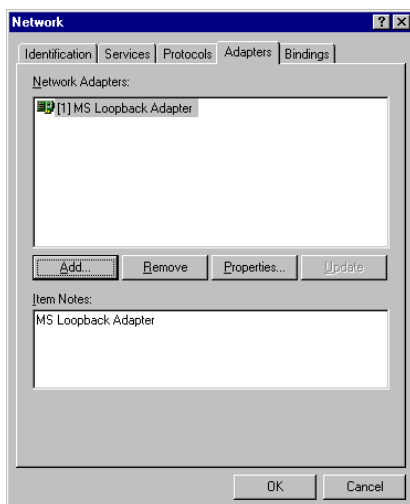 Network
Identification Services Protocols Adapters Bindings
Network Adapters:
[1] MS Loopback Adapter
Add... Remove Properties... Update
Item Notes:
MS Loopback Adapter
OK Cancel